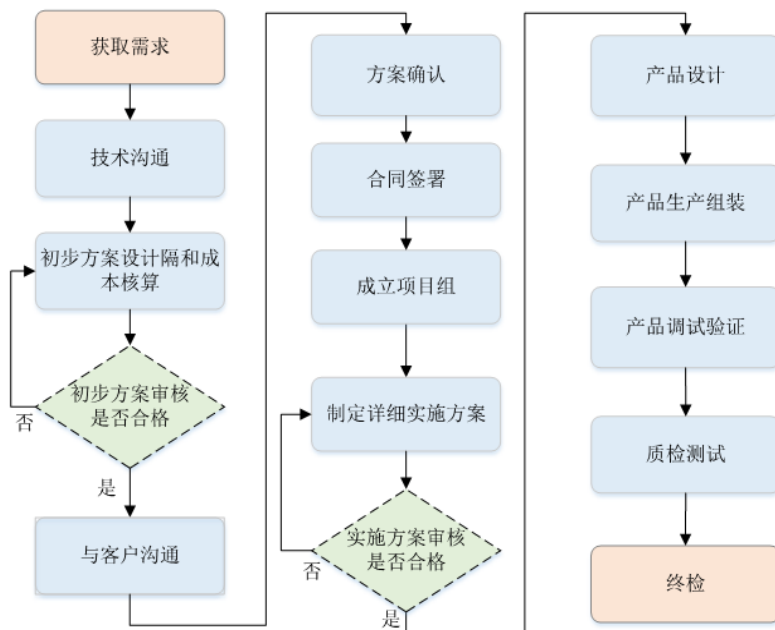 获取需求
技术沟通
初步方案设计隔和成
本核算
初步方案审核
是否合格
否
是
与客户沟通
方案确认
合同签署
成立项目组
制定详细实施方案
实施方案审核
是否合格
否
是
产品设计
产品生产组装
产品调试验证
质检测试
终检